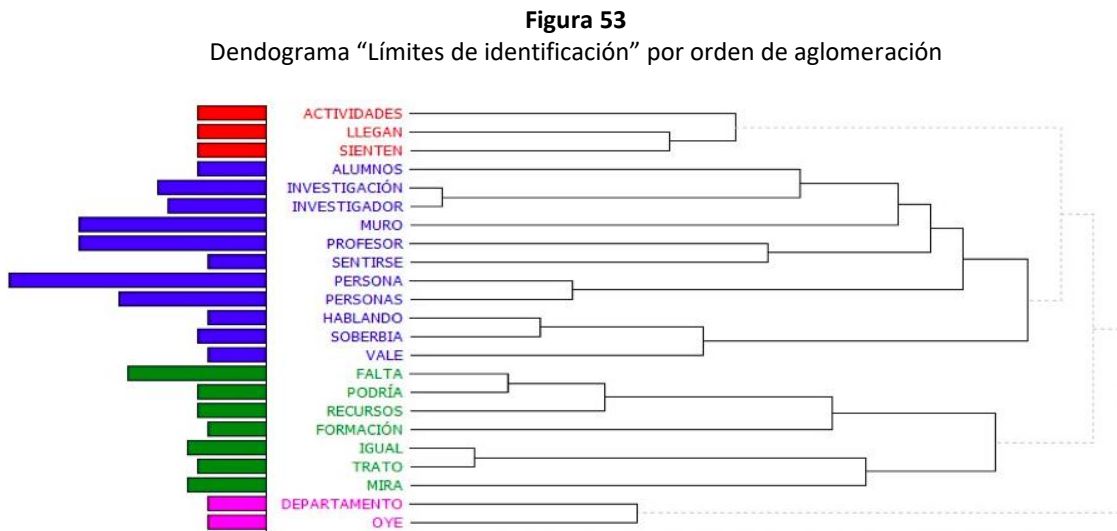 Figura 53
Dendograma “Límites de identificación” por orden de aglomeración
ACTIVIDADES
LLEGAN
SIENTEN
ALUMNOS
INVESTIGACIÓN
INVESTIGADOR
MURO
PROFESOR
SENTIRSE
PERSONA
PERSONAS
HABLANDO
SOBERBIA
VALE
FALTA
PODRÍA
RECURSOS
FORMACIÓN
IGUAL
TRATO
MIRA
DEPARTAMENTO
OYE